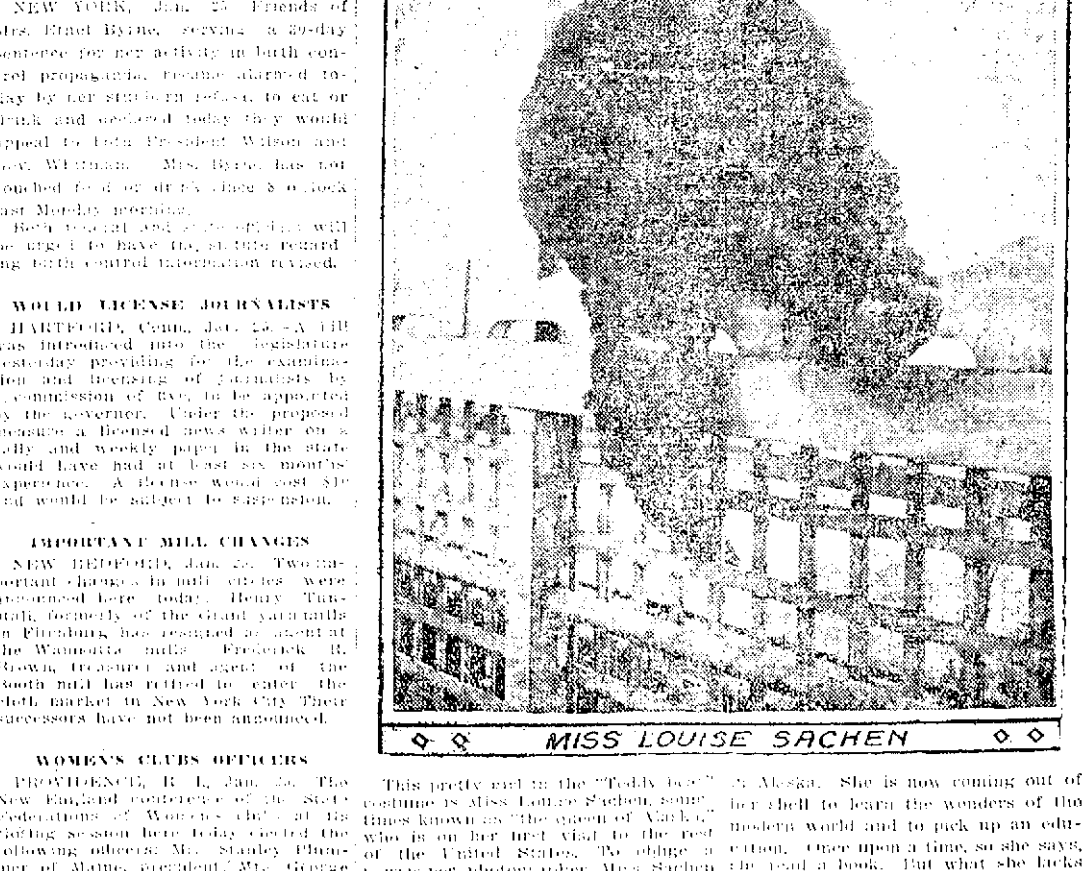 NEW YORK, Jan. 25 Friends of
Mrs. Ethel Byrne, serving a 30-day
sentence for her activity in birth con-
trol propaganda, became alarmed to-
day by her stubborn refusal to eat or
drink and declared today they would
appeal to both President Wilson and
Gov. Whitman. Mrs. Byrne has not
touched food or drink since 8 o'clock
last Monday morning.
Both federal and state officials will
be urged to have the statute regard-
ing birth control information revised.
WOULD LICENSE JOURNALISTS
HARTFORD, Conn., Jan. 25.—A bill
was introduced into the legislature
yesterday providing for the examina-
tion and licensing of journalists by
a commission of five, to be appointed
by the governer. Under the proposed
measure a licensed news writer on a
daily and weekly paper in the state
would have had at least six months'
experience. A license would cost $10
and would be subject to suspension.
IMPORTANT MILL CHANGES
NEW BEDFORD, Jan. 25. Two im-
portant changes in mill circles were
announced here today. Henry
formerly of the Grant yarn mills
in Fitchburg has resigned as agent at
the Wamsutta mills. Frederick R.
Brown, treasurer and agent of the
Booth mill has retired to enter the
cloth market in New York City Their
successors have not been announced.
WOMEN'S CLUBS OFFICERS
PROVIDENCE, R. I., Jan. 25. The
New England conference of the State
Federations of Women's clubs at its
closing session here today elected the
following officers: Mrs. Stanley Plum-
mer of Maine, president, Mrs. George
MISS LOUISE SACHEN
This pretty girl in the "Teddy bear"
costume is Miss Louise Sachen, some
times known as "the queen of Alaska,"
who is on her first visit to the rest
of the United States. To oblige a
newspaper photographer Miss Sachen
in Alaska. She is now coming out of
her shell to learn the wonders of the
modern world and to pick up an edu-
cation. Once upon a time, so she says,
she read a book. But what she lacks